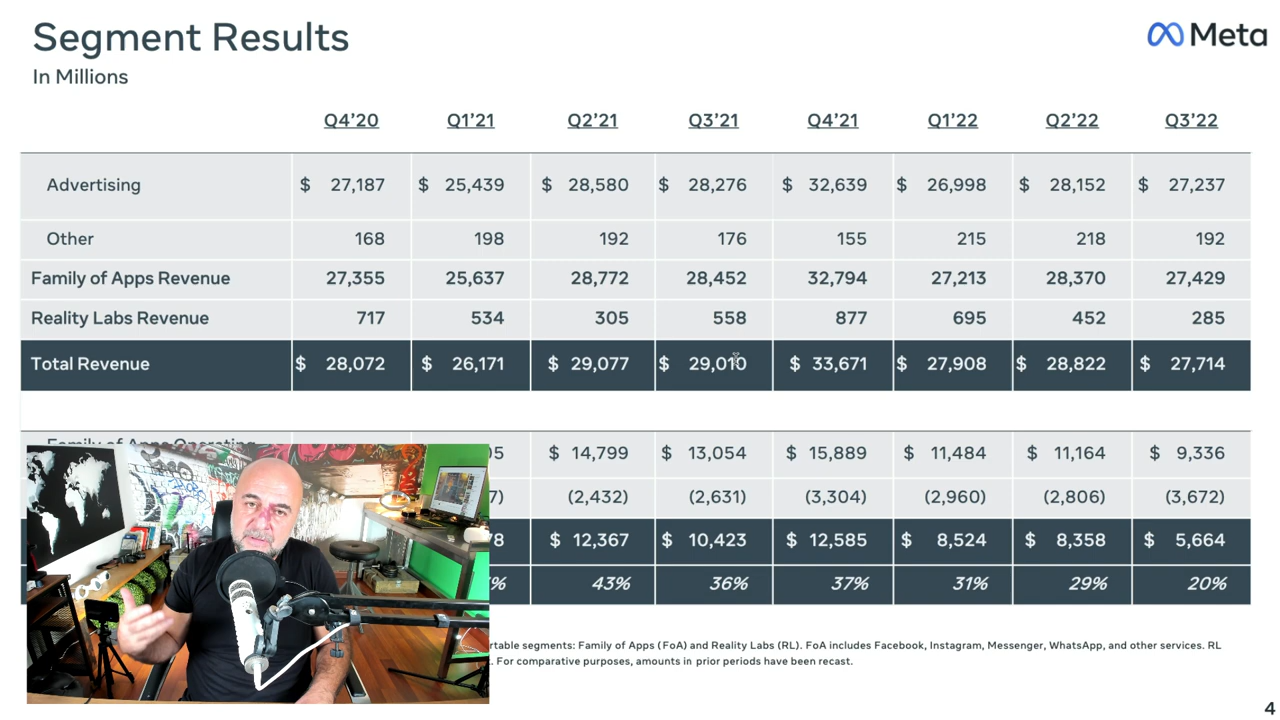 Segment Results
Meta
In Millions
Q4’20 Q1’21 Q2’21 Q3’21 Q4’21 Q1’22 Q2’22 Q3’22
Advertising $ 27,187 $ 25,439 $ 28,580 $ 28,276 $ 32,639 $ 26,998 $ 28,152 $ 27,237
Other 168 198 192 176 155 215 218 192
Family of Apps Revenue 27,355 25,637 28,772 28,452 32,794 27,213 28,370 27,429
Reality Labs Revenue 717 534 305 558 877 695 452 285
Total Revenue $ 28,072 $ 26,171 $ 29,077 $ 29,010 $ 33,671 $ 27,908 $ 28,822 $ 27,714
Family of Apps Operating
05 $ 14,799 $ 13,054 $ 15,889 $ 11,484 $ 11,164 $ 9,336
7) (2,432) (2,631) (3,304) (2,960) (2,806) (3,672)
78 $ 12,367 $ 10,423 $ 12,585 $ 8,524 $ 8,358 $ 5,664
% 43% 36% 37% 31% 29% 20%
rtable segments: Family of Apps (FoA) and Reality Labs (RL). FoA includes Facebook, Instagram, Messenger, WhatsApp, and other services. RL
. For comparative purposes, amounts in prior periods have been recast.
4